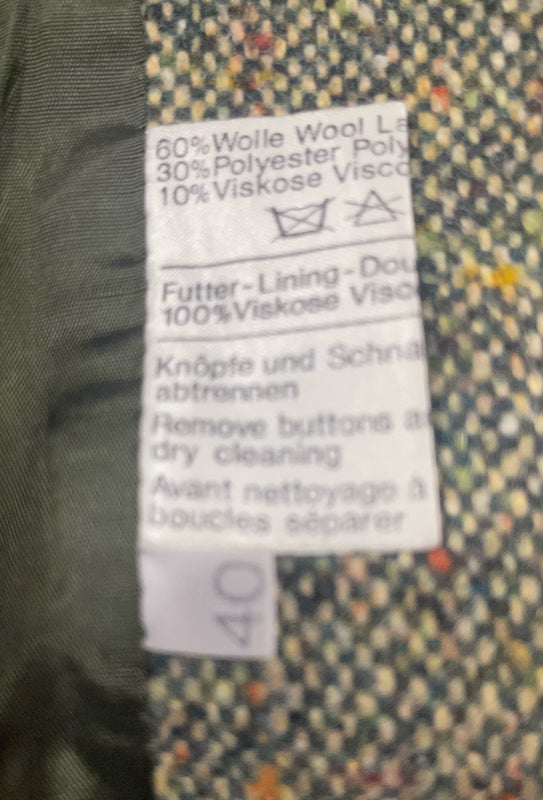 60%Wolle Wool La
30%Polyester Poly
10%Viskose Visco
Futter-Lining-Dou
100%Viskose Visc
Knöpfe und Schna
abtrennen
Remove buttons a
dry cleaning
Avant nettoyage à
boucles séparer
40